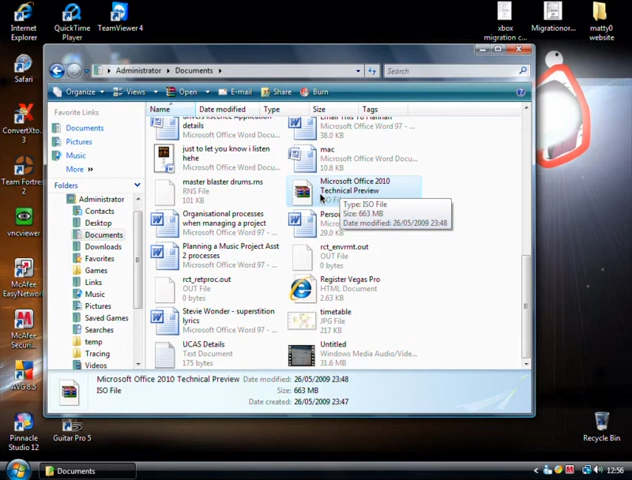 Internet Explorer
QuickTime Player
TeamViewer 4
xbox migration c...
Migrationor...
matty0 website
Safari
ConvertXto... 3
Team Fortress 2
vncviewer
McAfee EasyNetwork
McAfee Securi...
AVG8.5
Pinnacle Studio 12
Guitar Pro 5
Recycle Bin
Administrator
Documents
Search
Organize
Views
Open
E-mail
Share
Burn
Favorite Links
Documents
Pictures
Music
More »
Folders
Administrator
Contacts
Desktop
Documents
Downloads
Favorites
Games
Links
Music
Pictures
Saved Games
Searches
temp
Tracing
Videos
Name
Date modified
Type
Size
Tags
details
Microsoft Office Word Docu...
Microsoft Office Word 97 - ...
38.0 KB
just to let you know i listen hehe
Microsoft Office Word Docu...
mac
Microsoft Office Word Docu...
10.8 KB
master blaster drums.rns
RNS File
101 KB
Microsoft Office 2010
Technical Preview
Type: ISO File
Size: 663 MB
Date modified: 26/05/2009 23:48
Organisational processes when managing a project
Microsoft Office Word Docu...
29.0 KB
Planning a Music Project Asst 2 processes
Microsoft Office Word 97 - ...
rct_envrmt.out
OUT File
0 bytes
rct_retproc.out
OUT File
0 bytes
Register Vegas Pro
HTML Document
2.63 KB
Stevie Wonder - superstition lyrics
Microsoft Office Word 97 - ...
timetable
JPG File
217 KB
UCAS Details
Text Document
175 bytes
Untitled
Windows Media Audio/Vide...
31.6 MB
Microsoft Office 2010 Technical Preview
Date modified: 26/05/2009 23:48
ISO File
Size: 663 MB
Date created: 26/05/2009 23:47
Documents
12:56